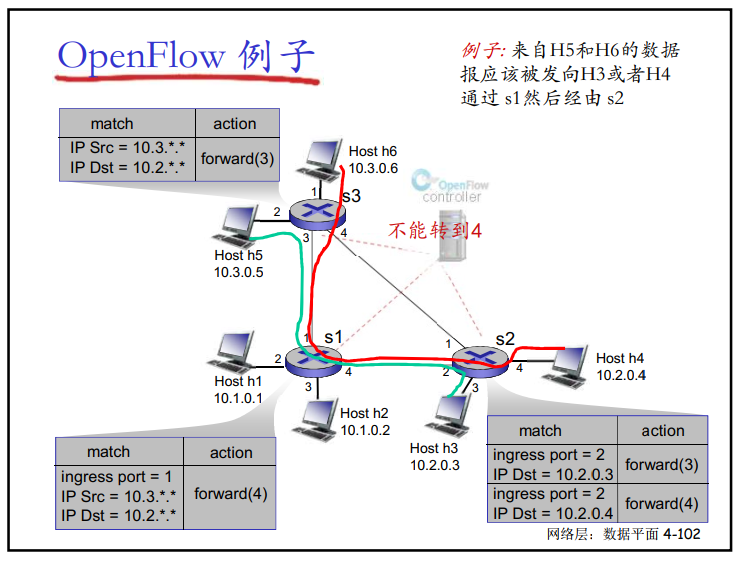 OpenFlow 例子
例子: 来自H5和H6的数据
报应该被发向H3或者H4
通过 s1然后经由 s2
match action
IP Src = 10.3.*.*
IP Dst = 10.2.*.*
forward(3)
Host h6
10.3.0.6
OpenFlow
controller
1
s3
2
3
4
不能转到4
Host h5
10.3.0.5
1
s1
2
3
4
Host h1
10.1.0.1
Host h2
10.1.0.2
1
s2
2
3
4
Host h4
10.2.0.4
Host h3
10.2.0.3
match action
ingress port = 1
IP Src = 10.3.*.*
IP Dst = 10.2.*.*
forward(4)
match action
ingress port = 2
IP Dst = 10.2.0.3
forward(3)
ingress port = 2
IP Dst = 10.2.0.4
forward(4)
网络层：数据平面 4-102